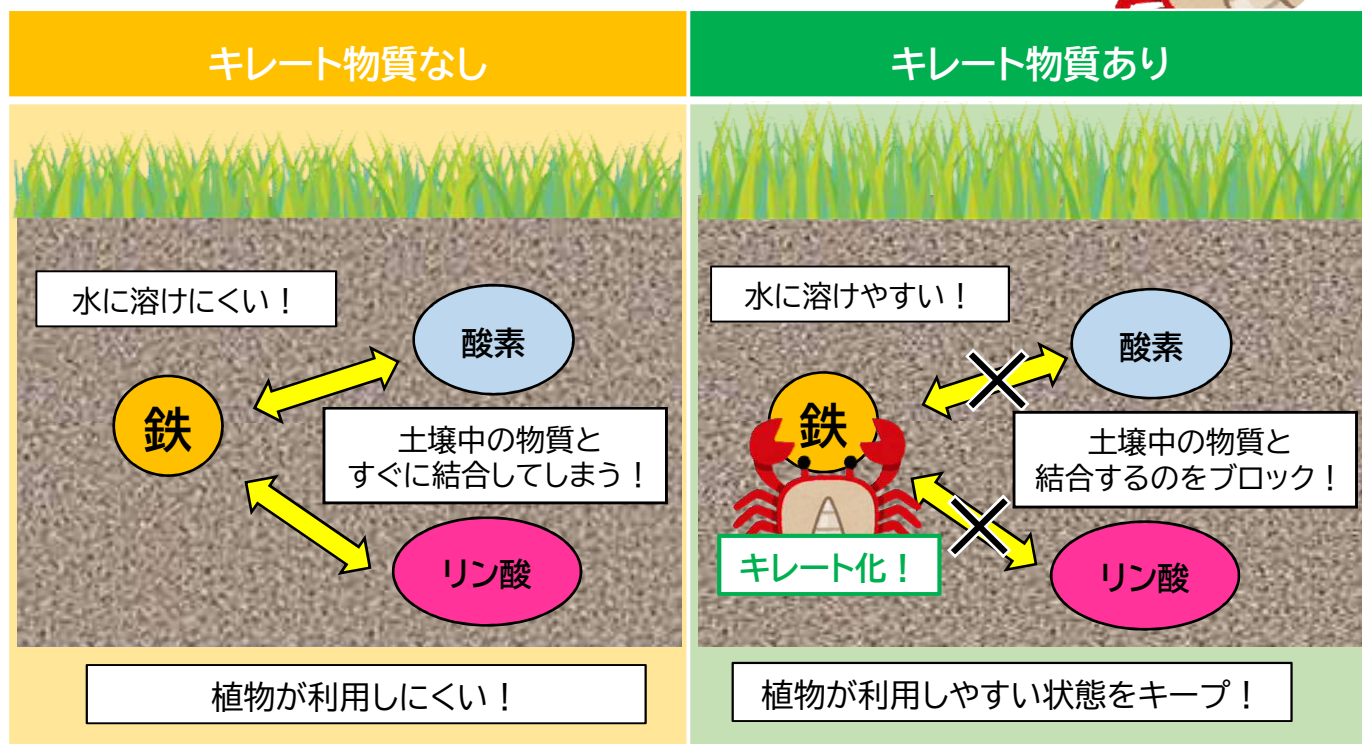 キレート物質なし
水に溶けにくい！
酸素
鉄
土壌中の物質と
すぐに結合してしまう！
リン酸
植物が利用しにくい！
キレート物質あり
水に溶けやすい！
酸素
鉄
土壌中の物質と
結合するのをブロック！
キレート化！
リン酸
植物が利用しやすい状態をキープ！